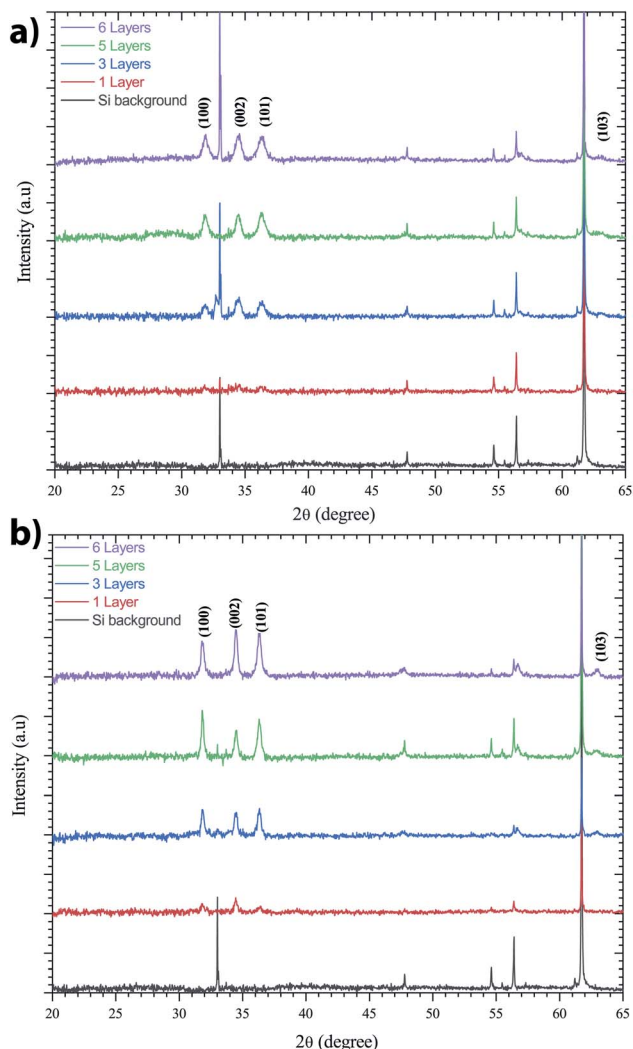 a)
6 Layers
5 Layers
3 Layers
1 Layer
Si background
(100)
(002)
(101)
(103)
Intensity (a.u)
20 25 30 35 40 45 50 55 60 65
2θ (degree)
b)
6 Layers
5 Layers
3 Layers
1 Layer
Si background
(100)
(002)
(101)
(103)
Intensity (a.u)
20 25 30 35 40 45 50 55 60 65
2θ (degree)